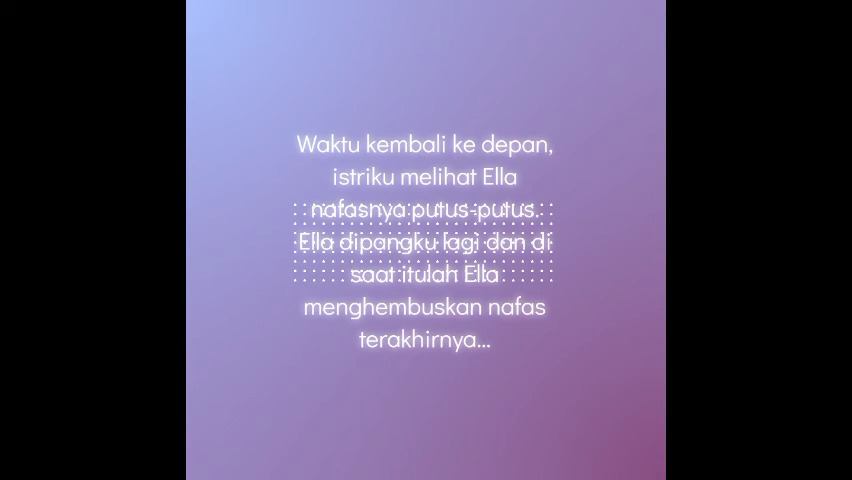 Waktu kembali ke depan,
istriku melihat Ella
nafasnya putus-putus.
Ella dipangku lagi dan di
saat itulah Ella
menghembuskan nafas
terakhirnya...